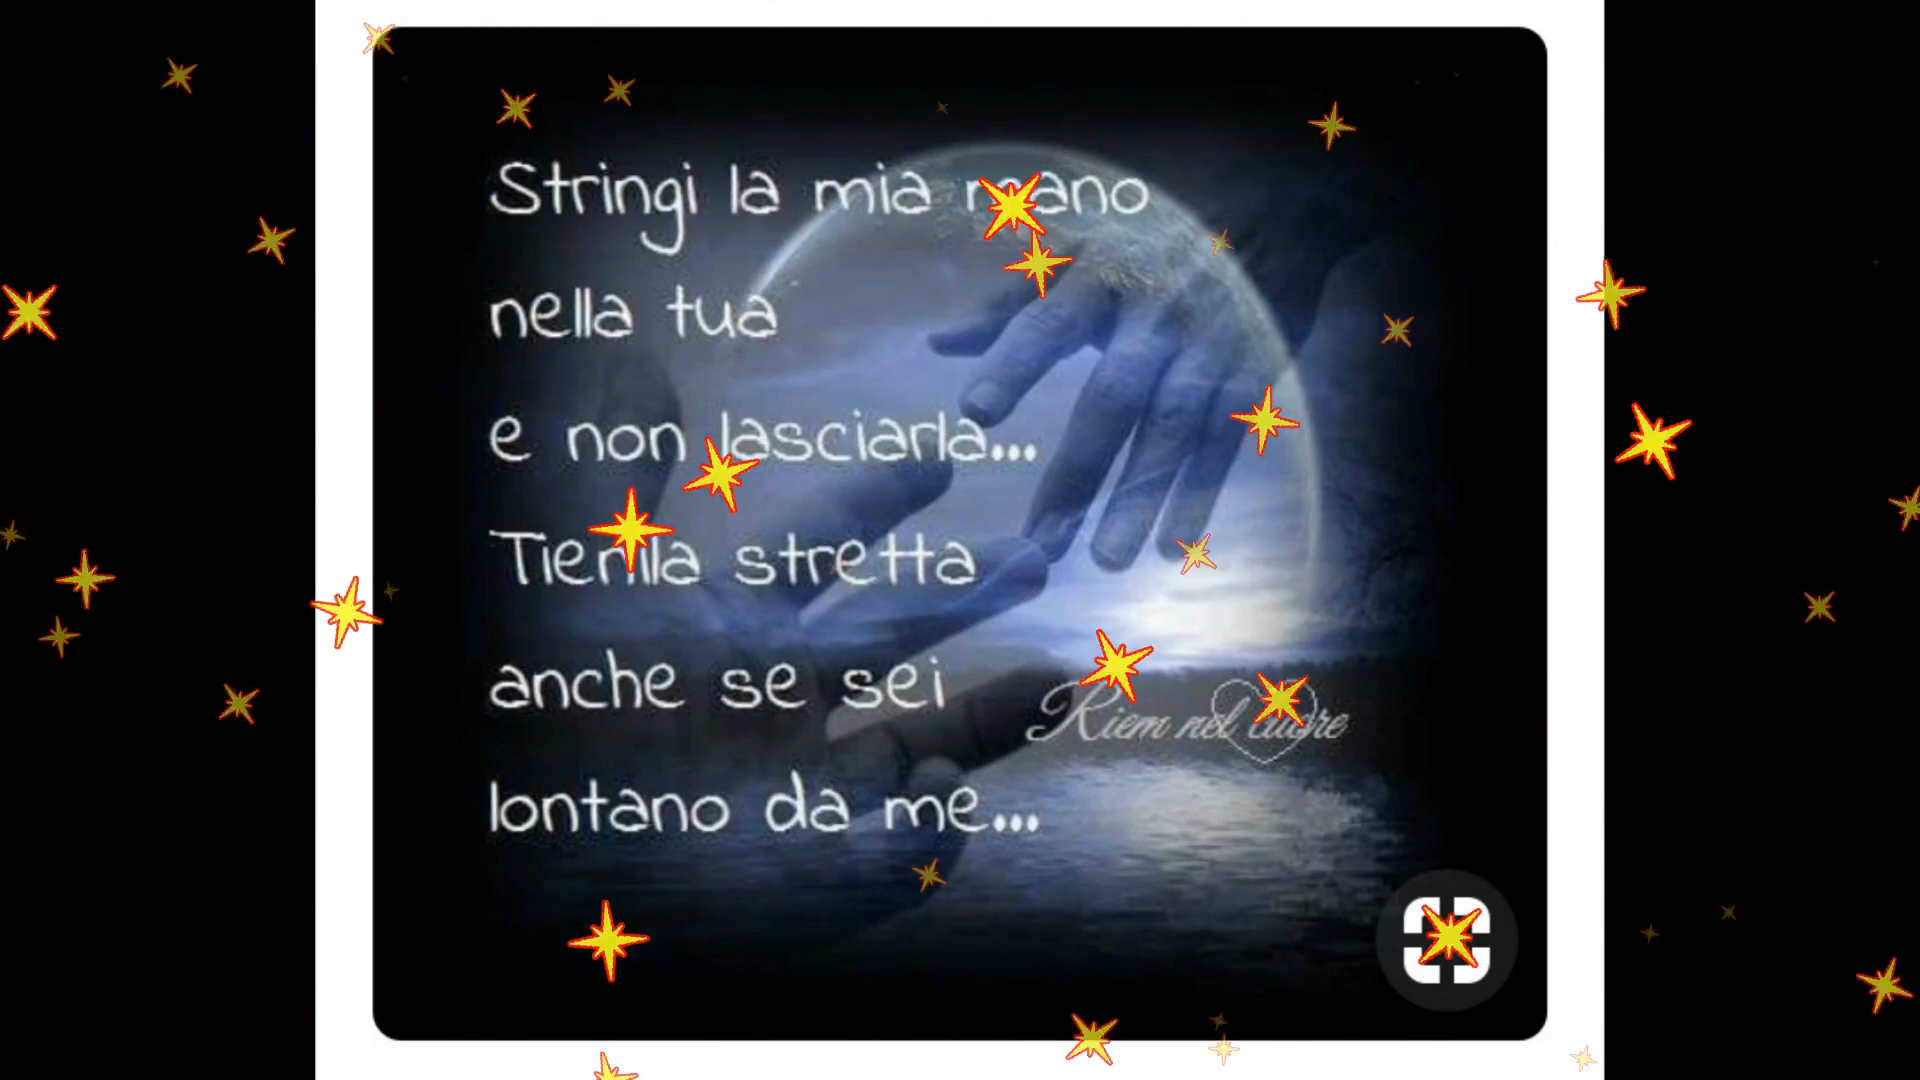 Stringi la mia mano
nella tua
e non lasciarla...
Tienila stretta
anche se sei
lontano da me...
Riem nel cuore